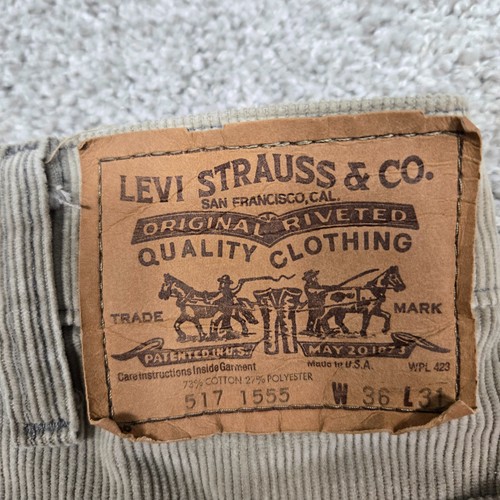 LEVI STRAUSS & CO.
SAN FRANCISCO, CAL.
ORIGINAL RIVETED
QUALITY CLOTHING
TRADE MARK
PATENTED IN U.S. MAY 20 1873
Care Instructions Inside Garment Made in U.S.A. WPL 423
73% COTTON 27% POLYESTER
517 1555 W 36 L 31